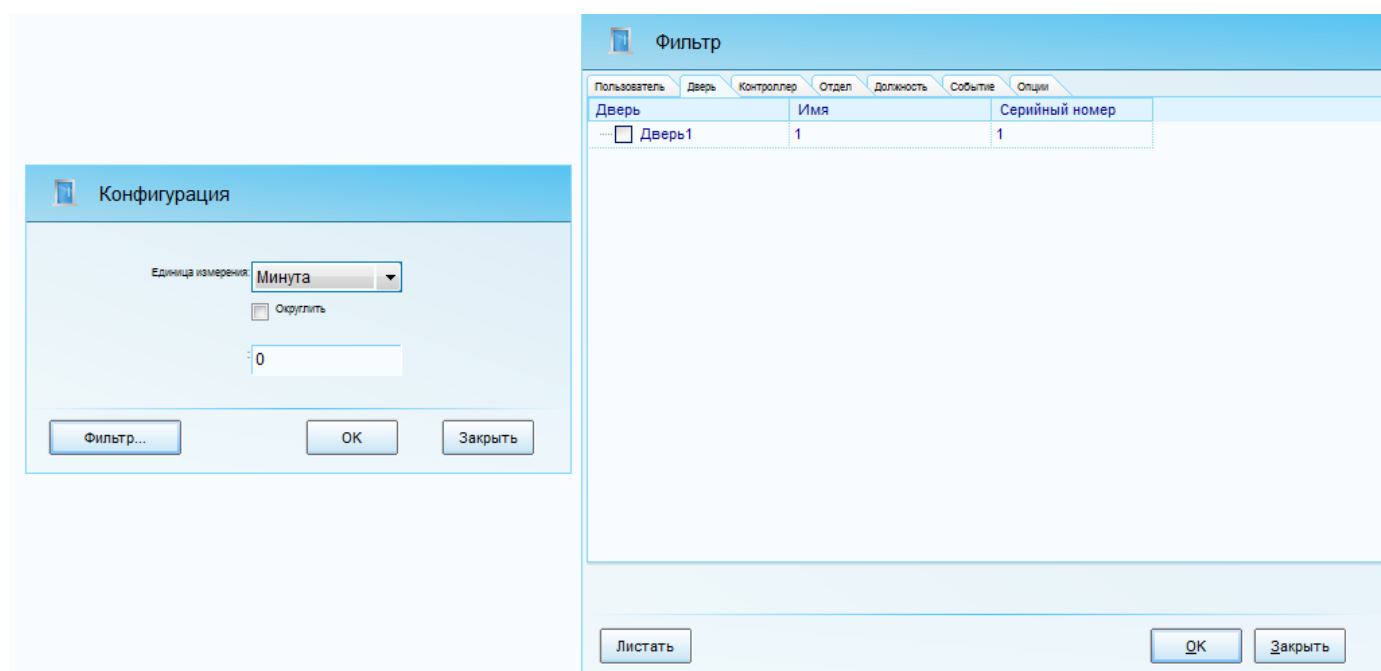 Конфигурация
Единица измерения: Минута
Округлить
: 0
Фильтр... OK Закрыть
Фильтр
Пользователь Дверь Контроллер Отдел Должность Событие Опции
Дверь Имя Серийный номер
Дверь1 1 1
Листать OK Закрыть